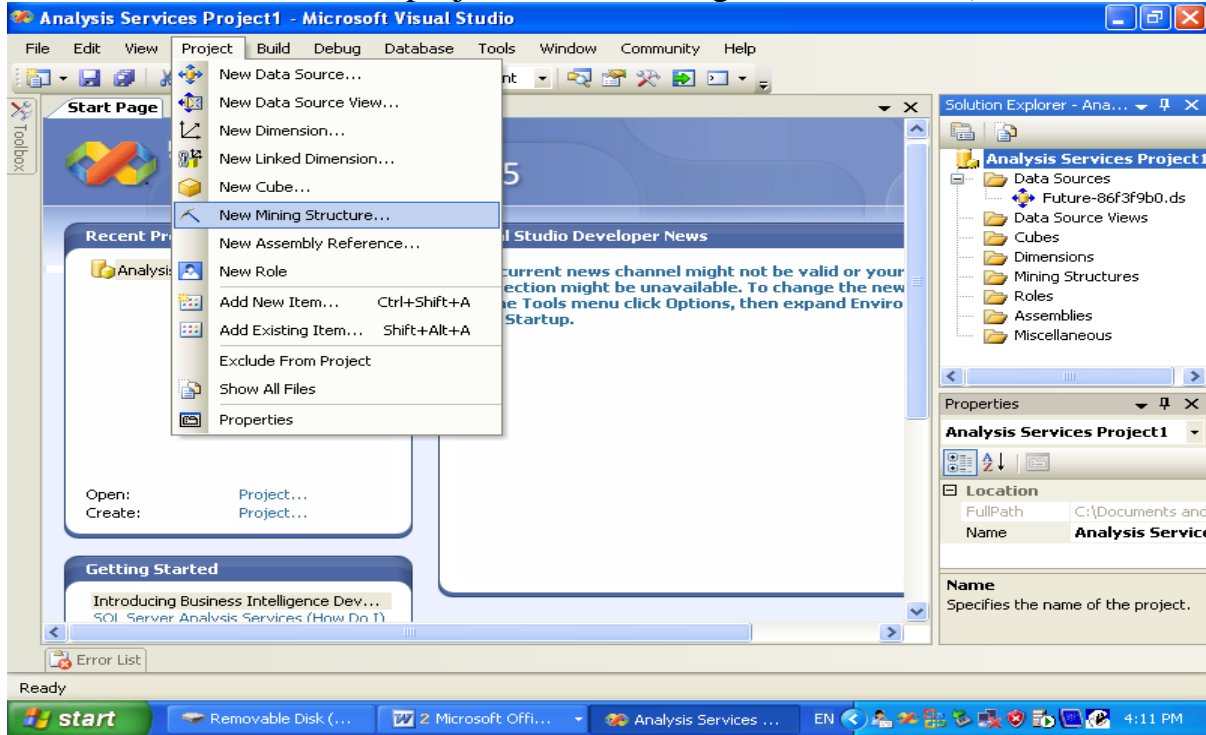 Analysis Services Project1 - Microsoft Visual Studio
File Edit View Project Build Debug Database Tools Window Community Help
New Data Source...
New Data Source View...
New Dimension...
New Linked Dimension...
New Cube...
New Mining Structure...
New Assembly Reference...
New Role
Add New Item... Ctrl+Shift+A
Add Existing Item... Shift+Alt+A
Exclude From Project
Show All Files
Properties
Toolbox
Start Page
5
Recent Pr
Analysis
Open: Project...
Create: Project...
Getting Started
Introducing Business Intelligence Dev...
SQL Server Analysis Services (How Do I)
al Studio Developer News
current news channel might not be valid or your
ection might be unavailable. To change the new
e Tools menu click Options, then expand Enviro
Startup.
Solution Explorer - Ana...
Analysis Services Project1
Data Sources
Future-86f3f9b0.ds
Data Source Views
Cubes
Dimensions
Mining Structures
Roles
Assemblies
Miscellaneous
Properties
Analysis Services Project1
Location
FullPath C:\Documents and
Name Analysis Service
Name
Specifies the name of the project.
Error List
Ready
start Removable Disk (... 2 Microsoft Offi... Analysis Services ... EN 4:11 PM